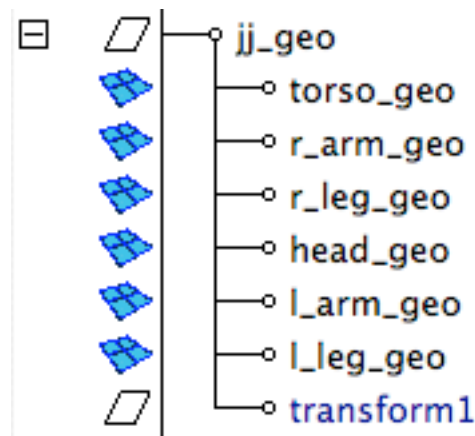 jj_geo
torso_geo
r_arm_geo
r_leg_geo
head_geo
l_arm_geo
l_leg_geo
transform1